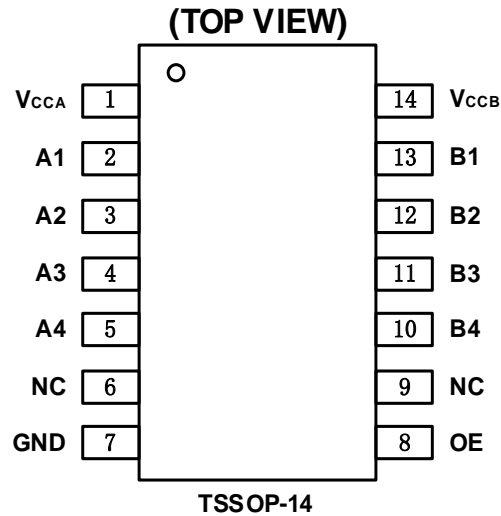 (TOP VIEW)
VCCA 1 14 VCCB
A1 2 13 B1
A2 3 12 B2
A3 4 11 B3
A4 5 10 B4
NC 6 9 NC
GND 7 8 OE
TSSOP-14